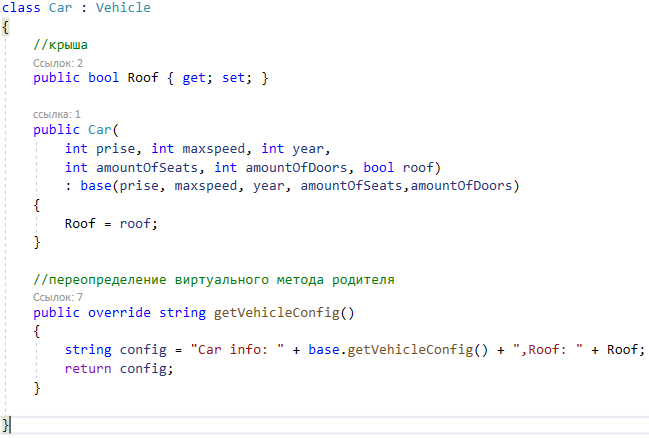 class Car : Vehicle
{
//крыша
Ссылок: 2
public bool Roof { get; set; }
ссылка: 1
public Car(
int prise, int maxspeed, int year,
int amountOfSeats, int amountOfDoors, bool roof)
: base(prise, maxspeed, year, amountOfSeats,amountOfDoors)
{
Roof = roof;
}
//переопределение виртуального метода родителя
Ссылок: 7
public override string getVehicleConfig()
{
string config = "Car info: " + base.getVehicleConfig() + ",Roof: " + Roof;
return config;
}
}